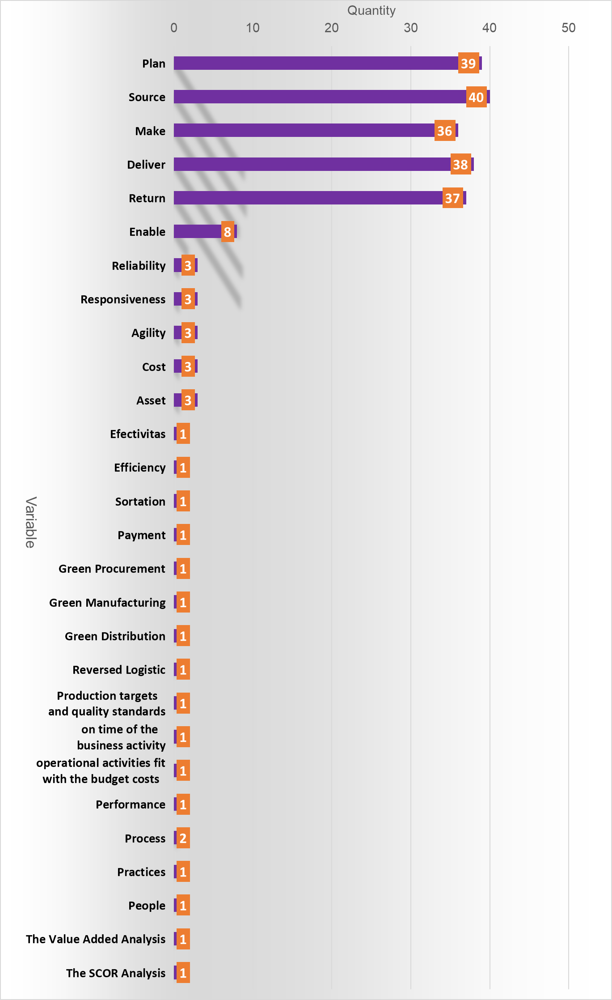 Quantity
0 10 20 30 40 50
Plan 39
Source 40
Make 36
Deliver 38
Return 37
Enable 8
Reliability 3
Responsiveness 3
Agility 3
Cost 3
Asset 3
Efectivitas 1
Efficiency 1
Sortation 1
Payment 1
Variable
Green Procurement 1
Green Manufacturing 1
Green Distribution 1
Reversed Logistic 1
Production targets
and quality standards 1
on time of the
business activity 1
operational activities fit
with the budget costs 1
Performance 1
Process 2
Practices 1
People 1
The Value Added Analysis 1
The SCOR Analysis 1